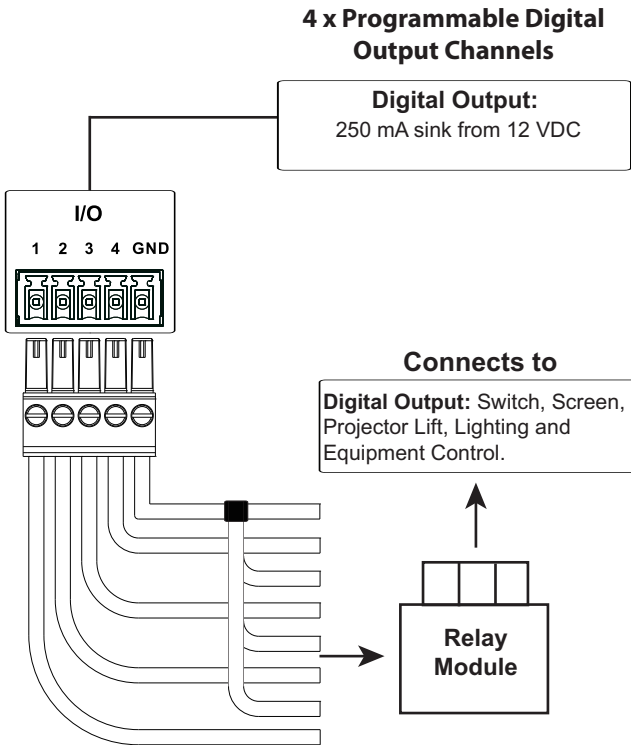 4 x Programmable Digital
Output Channels
Digital Output:
250 mA sink from 12 VDC
I/O
1 2 3 4 GND
Connects to
Digital Output: Switch, Screen,
Projector Lift, Lighting and
Equipment Control.
Relay
Module